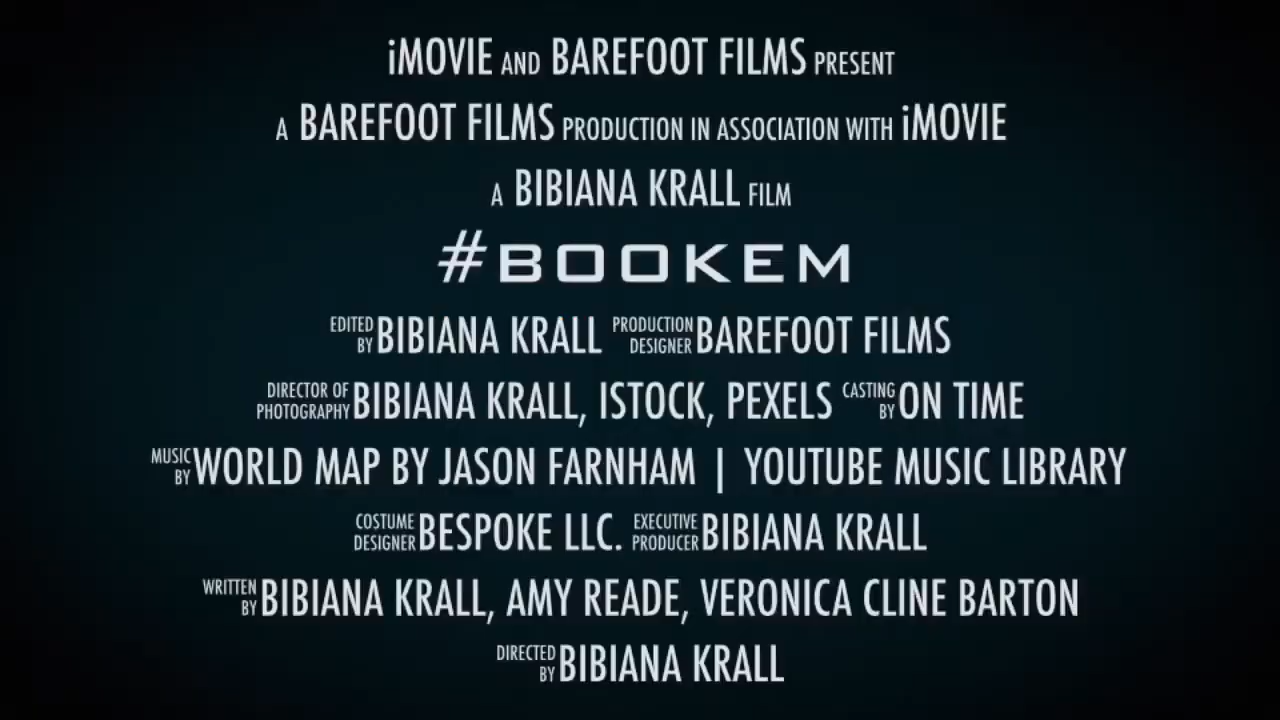 iMOVIE AND BAREFOOT FILMS PRESENT
A BAREFOOT FILMS PRODUCTION IN ASSOCIATION WITH iMOVIE
A BIBIANA KRALL FILM
#BOOKEM
EDITED BY BIBIANA KRALL PRODUCTION DESIGNER BAREFOOT FILMS
DIRECTOR OF PHOTOGRAPHY BIBIANA KRALL, ISTOCK, PEXELS CASTING BY ON TIME
MUSIC BY WORLD MAP BY JASON FARNHAM | YOUTUBE MUSIC LIBRARY
COSTUME DESIGNER BESPOKE LLC. EXECUTIVE PRODUCER BIBIANA KRALL
WRITTEN BY BIBIANA KRALL, AMY READE, VERONICA CLINE BARTON
DIRECTED BY BIBIANA KRALL